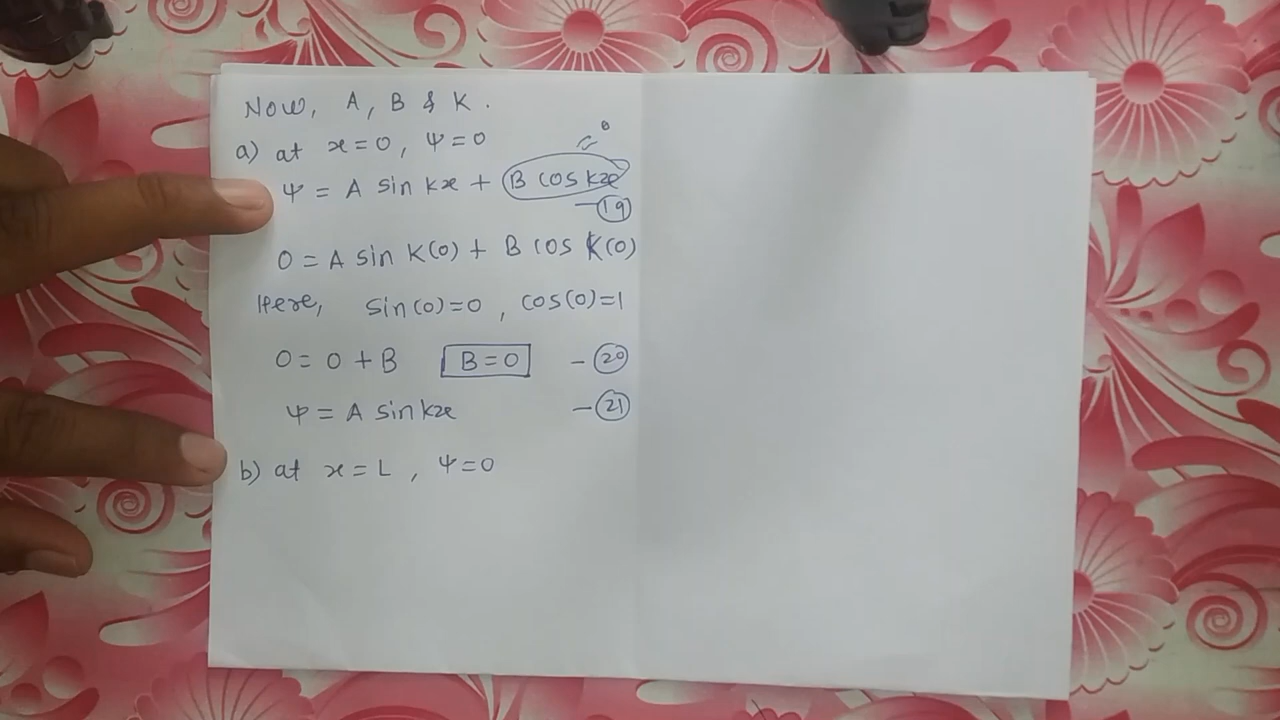 Now, A, B & K.
a) at x=0, ψ=0
0
ψ = A sin kx + B cos kx
-19
0 = A sin K(0) + B cos K(0)
Here, sin(0)=0, cos(0)=1
0 = 0 + B B=0 -20
ψ = A sin kx -21
b) at x=L, ψ=0